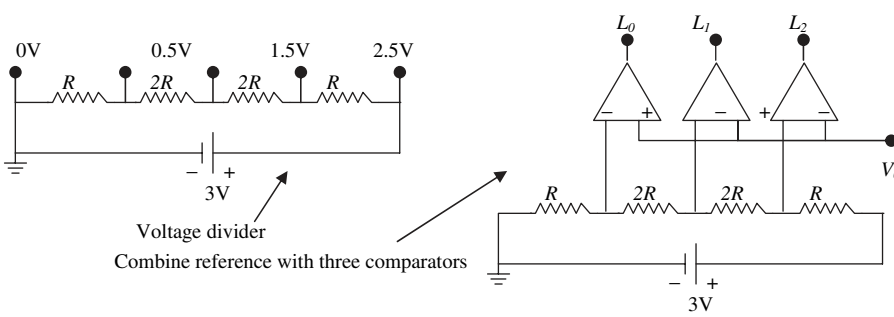 0V 0.5V 1.5V 2.5V
R 2R 2R R
− +
3V
Voltage divider
Combine reference with three comparators
L0 L1 L2
− + − + −
R 2R 2R R
− +
3V